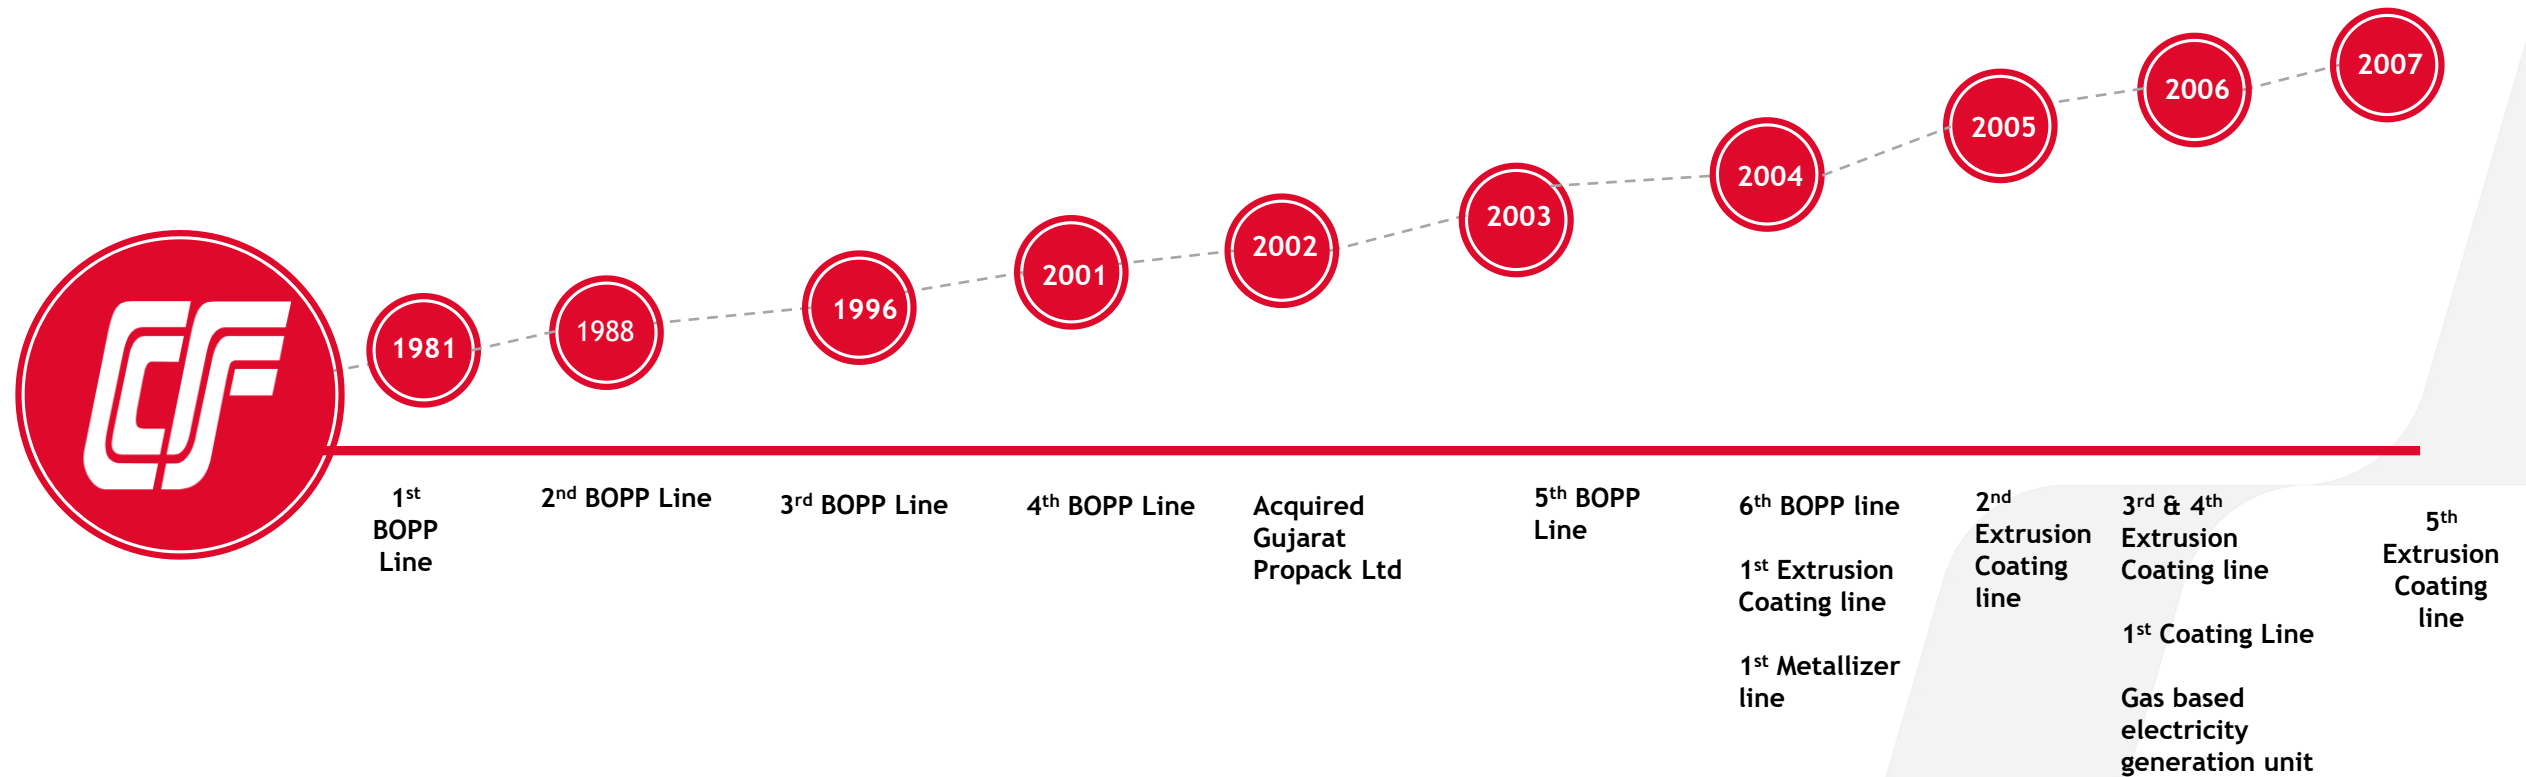 1981
1988
1996
2001
2002
2003
2004
2005
2006
2007
1st
BOPP
Line
2nd BOPP Line
3rd BOPP Line
4th BOPP Line
Acquired
Gujarat
Propack Ltd
5th BOPP
Line
6th BOPP line
1st Extrusion
Coating line
1st Metallizer
line
2nd
Extrusion
Coating
line
3rd & 4th
Extrusion
Coating line
1st Coating Line
Gas based
electricity
generation unit
5th
Extrusion
Coating
line